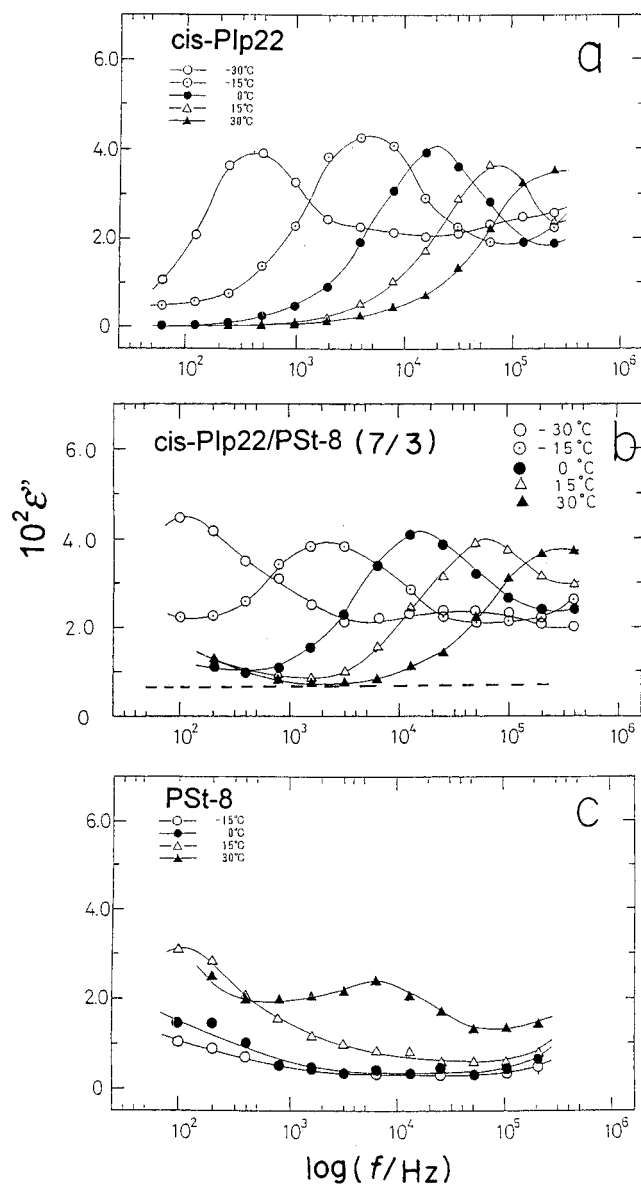 cis-PIp22
a
-30°C
-15°C
0°C
15°C
30°C
6.0
4.0
2.0
0
10² 10³ 10⁴ 10⁵ 10⁶
cis-PIp22/PSt-8 (7/3)
b
-30°C
-15°C
0°C
15°C
30°C
6.0
4.0
2.0
0
10² 10³ 10⁴ 10⁵ 10⁶
10²ε"
PSt-8
c
-15°C
0°C
15°C
30°C
6.0
4.0
2.0
0
10² 10³ 10⁴ 10⁵ 10⁶
log(f/Hz)